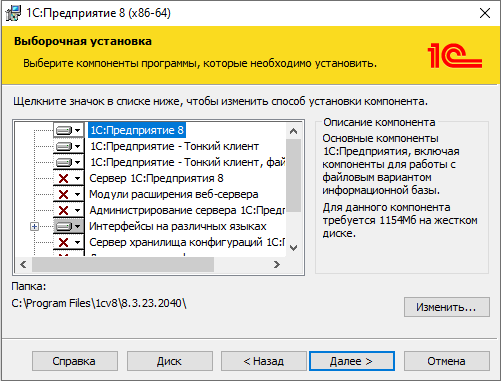 1С:Предприятие 8 (x86-64)
Выборочная установка
Выберите компоненты программы, которые необходимо установить.
1С
Щелкните значок в списке ниже, чтобы изменить способ установки компонента.
1С:Предприятие 8
1С:Предприятие - Тонкий клиент
1С:Предприятие - Тонкий клиент, фай
Сервер 1С:Предприятия 8
Модули расширения веб-сервера
Администрирование сервера 1С:Предп
Интерфейсы на различных языках
Сервер хранилища конфигураций 1С:П
Описание компонента
Основные компоненты
1С:Предприятия, включая
компоненты для работы с
файловым вариантом
информационной базы.
Для данного компонента
требуется 1154Мб на жестком
диске.
Папка:
C:\Program Files\1cv8\8.3.23.2040\
Изменить...
Справка
Диск
< Назад
Далее >
Отмена